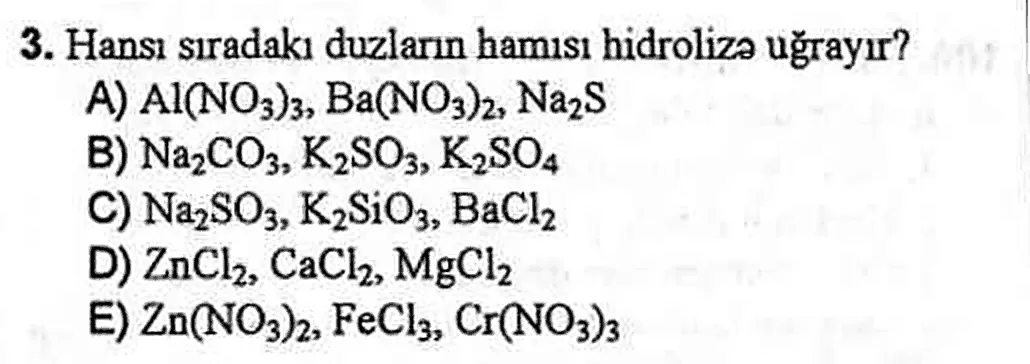 3. Hansı sıradakı duzların hamısı hidrolizə uğrayır?
A) Al(NO₃)₃, Ba(NO₃)₂, Na₂S
B) Na₂CO₃, K₂SO₃, K₂SO₄
C) Na₂SO₃, K₂SiO₃, BaCl₂
D) ZnCl₂, CaCl₂, MgCl₂
E) Zn(NO₃)₂, FeCl₃, Cr(NO₃)₃